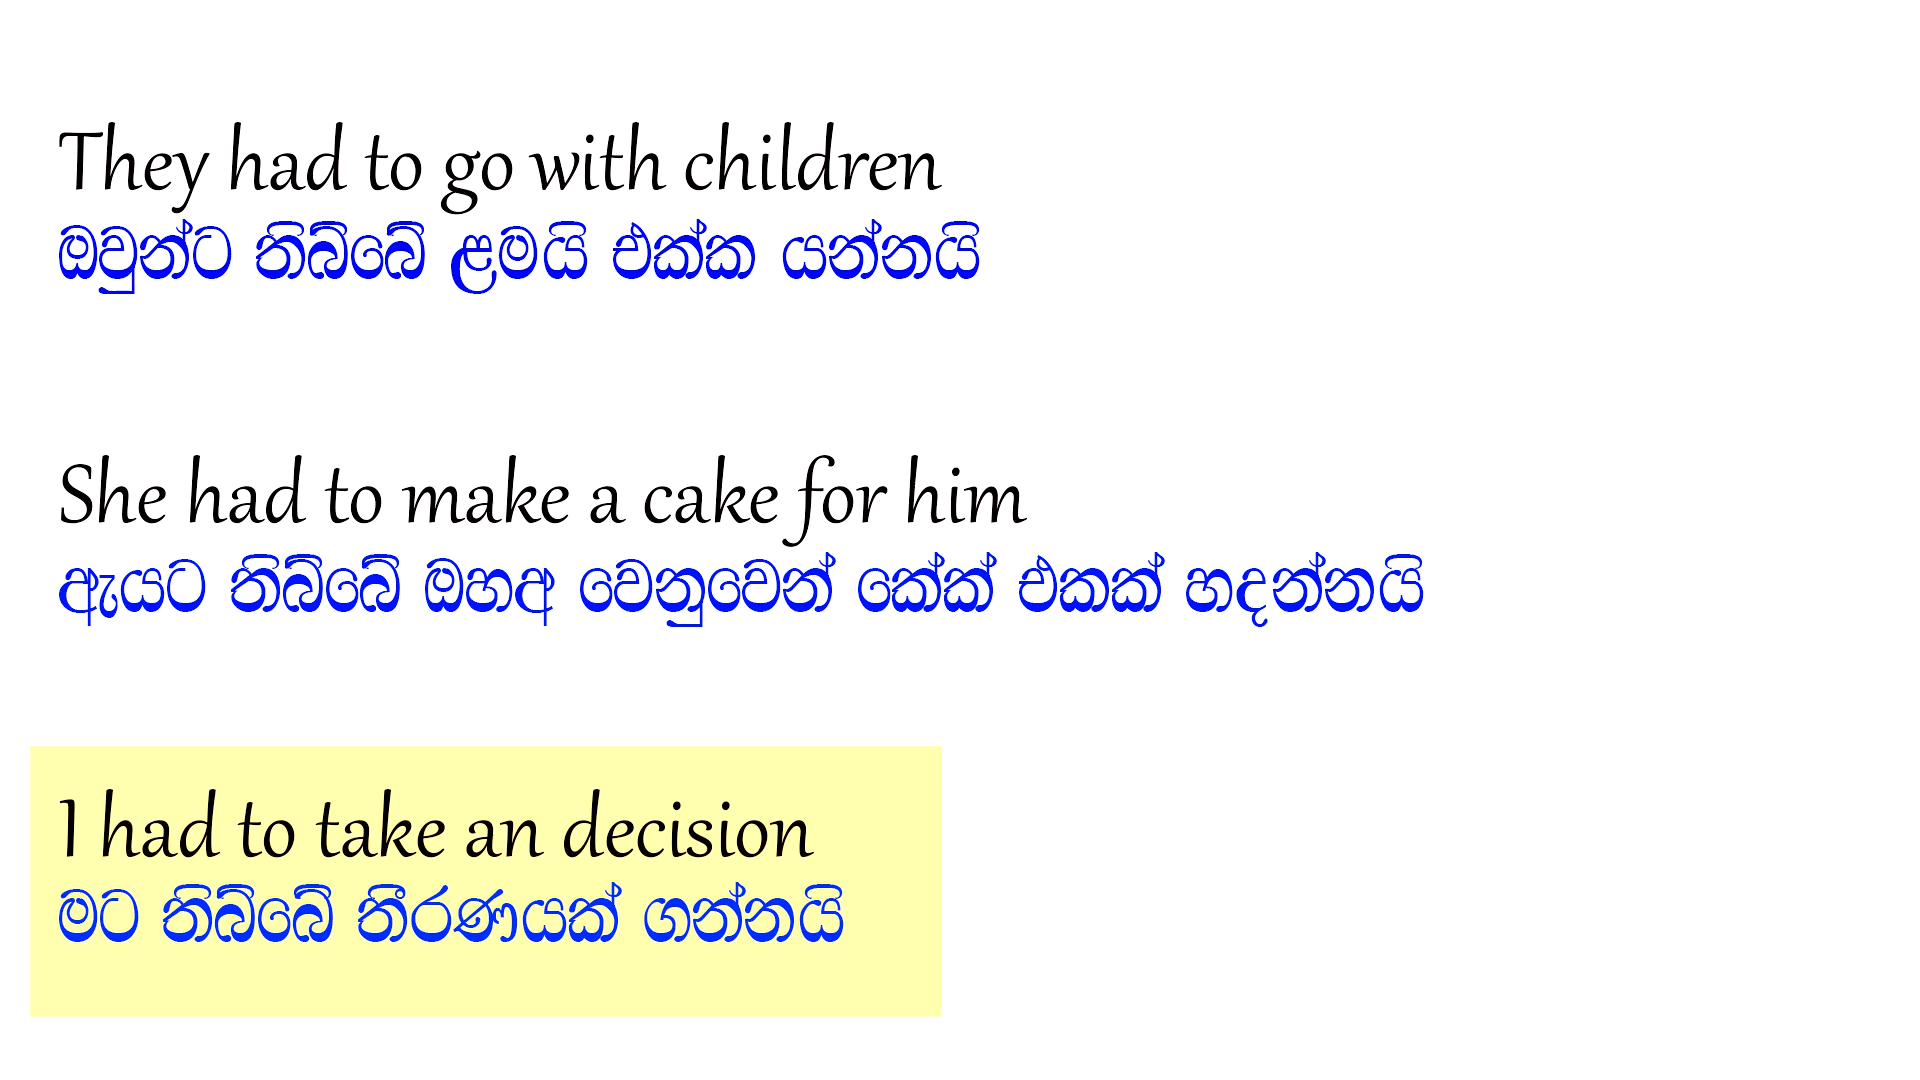 They had to go with children
ඔවුන්ට තිබ්බේ ළමයි එක්ක යන්නයි
She had to make a cake for him
ඇයට තිබ්බේ ඔහඅ වෙනුවෙන් කේක් එකක් හදන්නයි
I had to take an decision
මට තිබ්බේ තීරණයක් ගන්නයි